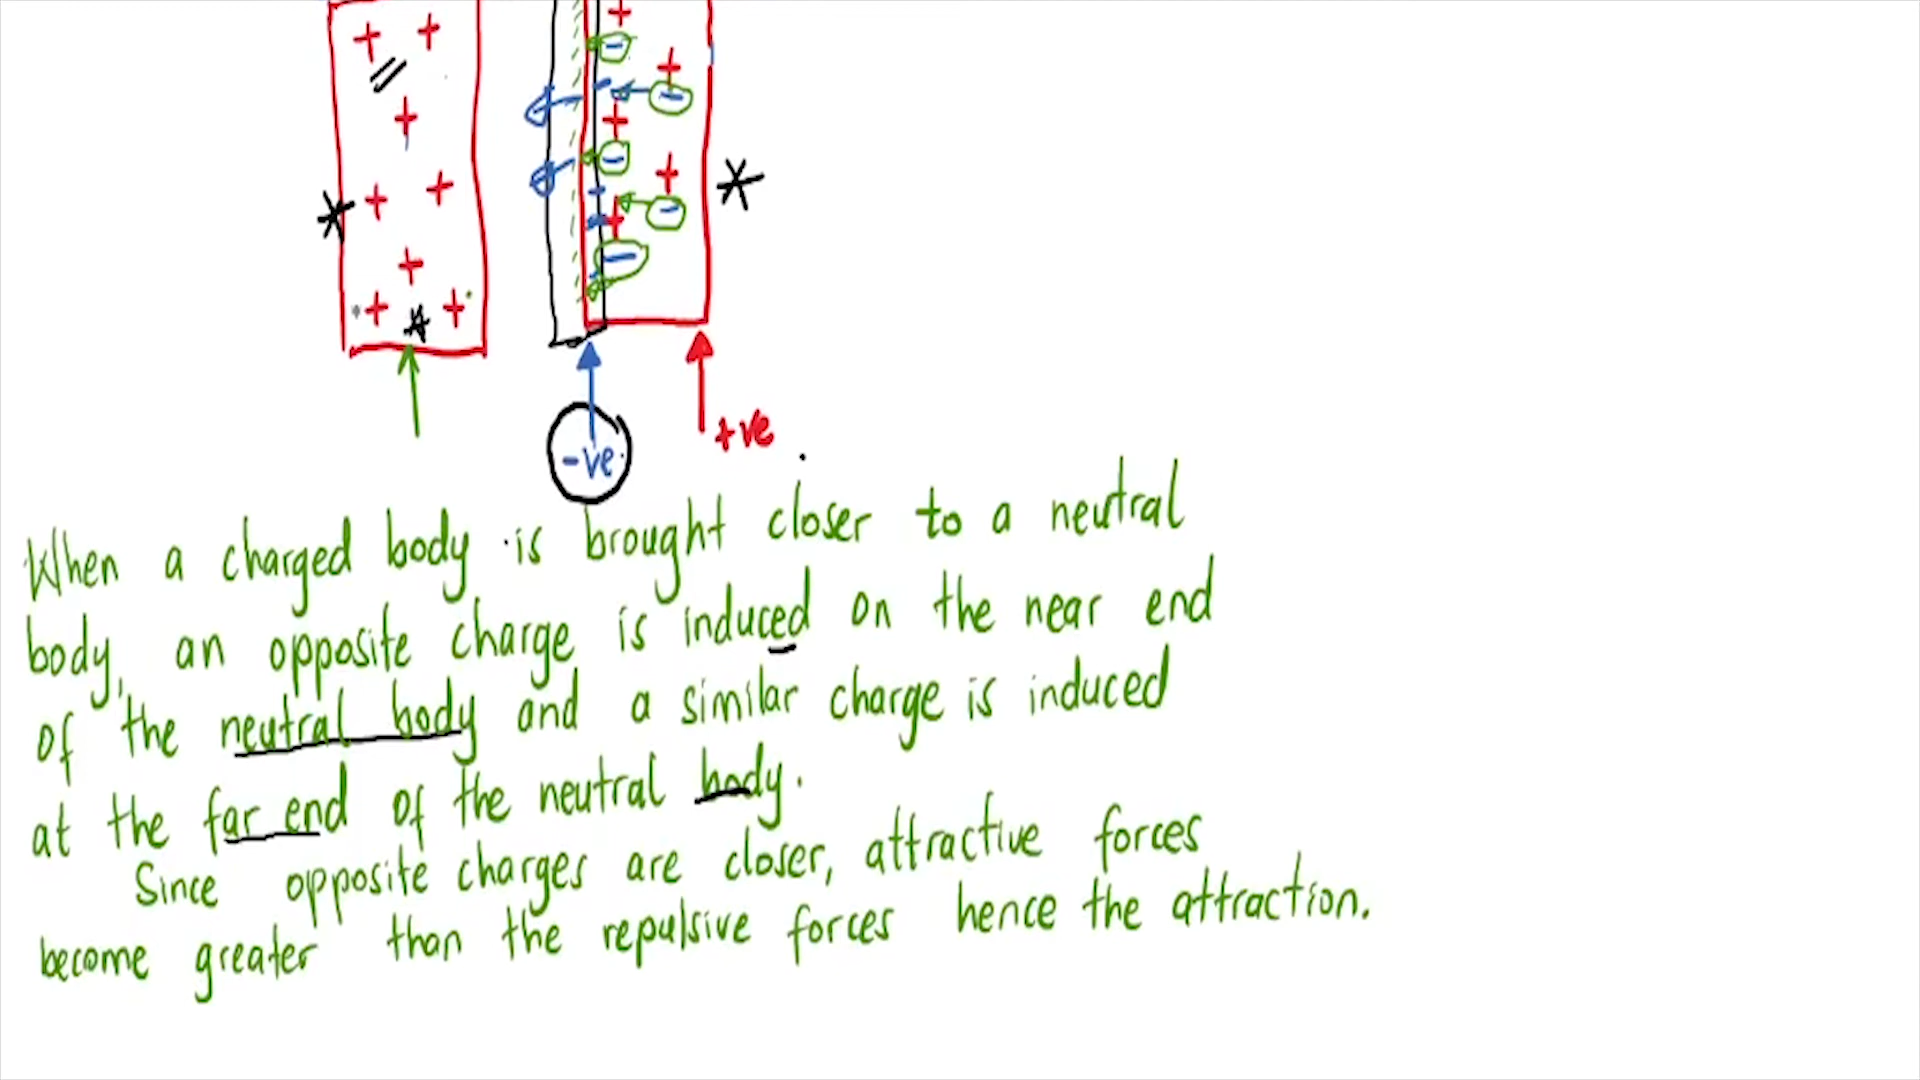 -ve
+ve
When a charged body is brought closer to a neutral
body, an opposite charge is induced on the near end
of the neutral body and a similar charge is induced
at the far end of the neutral body.
Since opposite charges are closer, attractive forces
become greater than the repulsive forces hence the attraction.